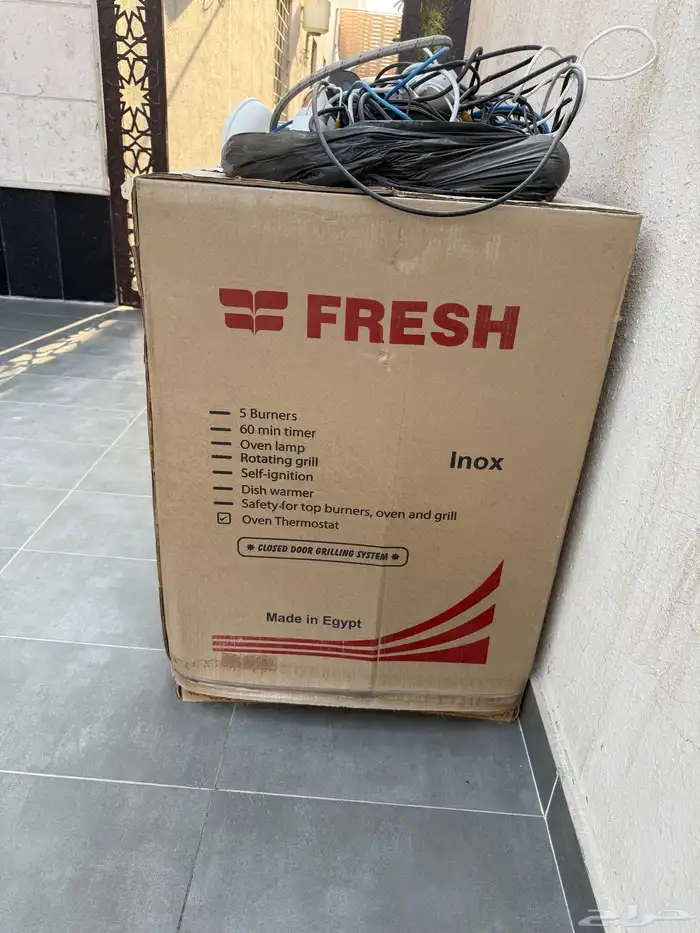 FRESH
5 Burners
60 min timer
Oven lamp
Rotating grill
Self-ignition
Dish warmer
Safety for top burners, oven and grill
Oven Thermostat
Inox
✷ CLOSED DOOR GRILLING SYSTEM ✷
Made in Egypt
حراج